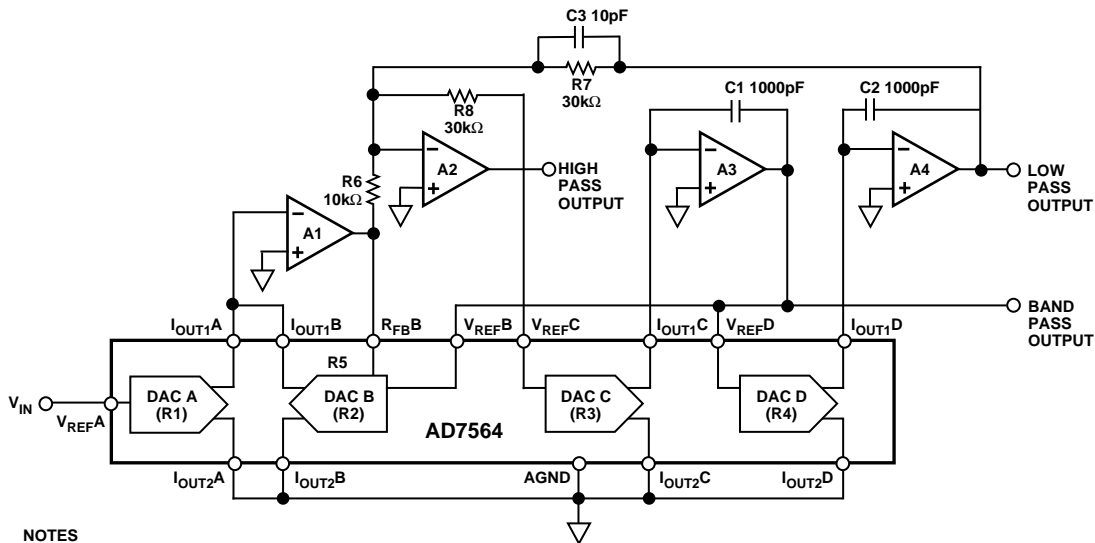 C3 10pF
R7
30kΩ
C1 1000pF
C2 1000pF
R8
30kΩ
A2
HIGH
PASS
OUTPUT
A3
A4
LOW
PASS
OUTPUT
R6
10kΩ
A1
BAND
PASS
OUTPUT
IOUT1A
IOUT1B
RFBB
VREFB
VREFC
IOUT1C
VREFD
IOUT1D
R5
VIN
VREFA
DAC A
(R1)
DAC B
(R2)
DAC C
(R3)
DAC D
(R4)
AD7564
IOUT2A
IOUT2B
AGND
IOUT2C
IOUT2D
NOTES